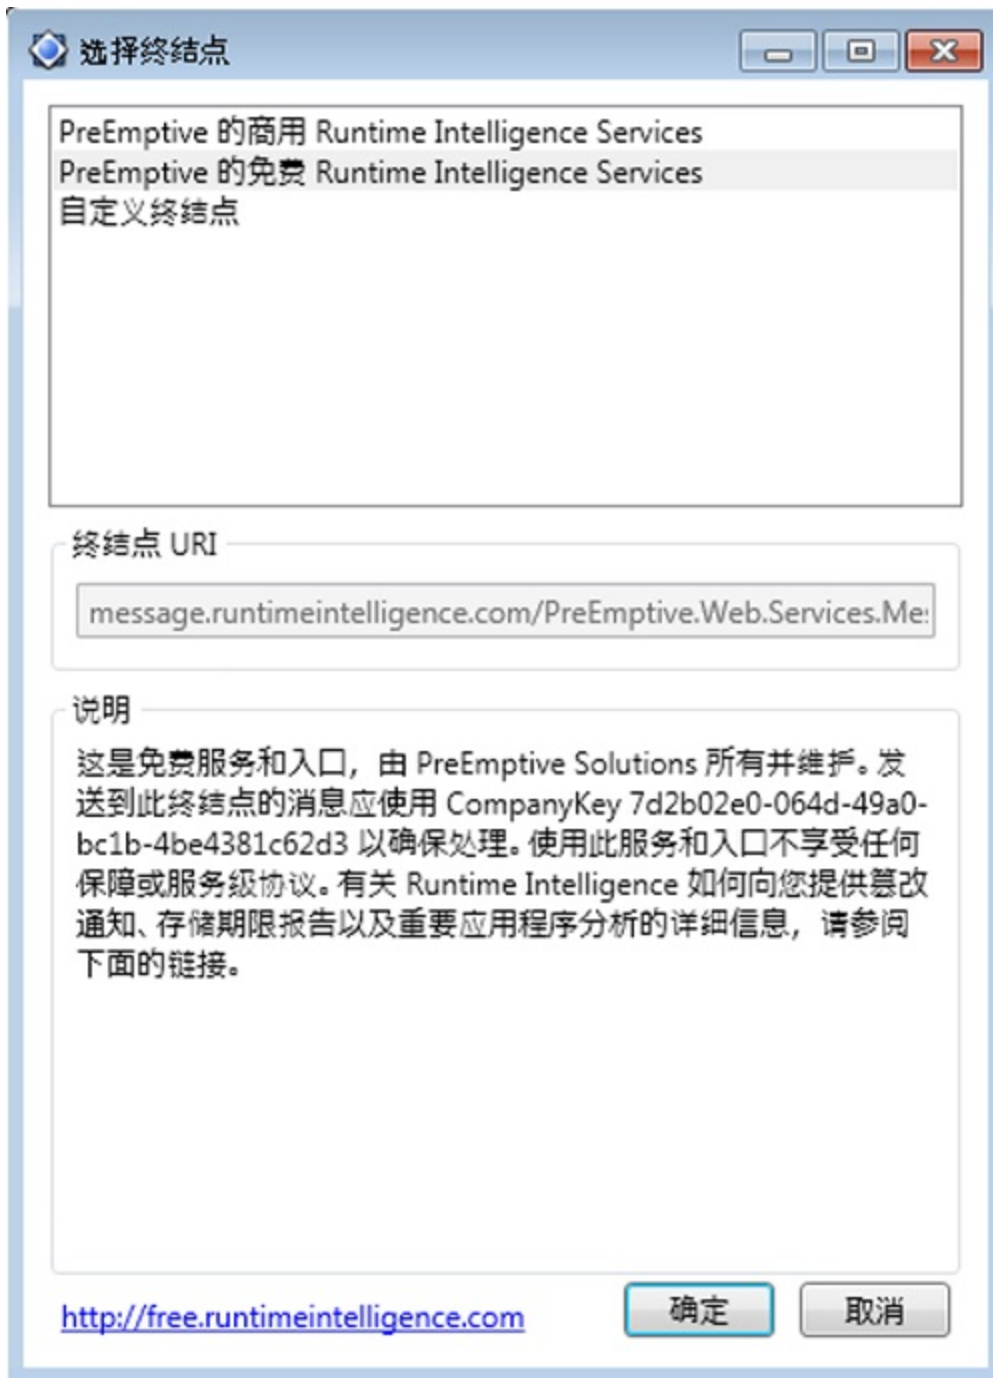 选择终结点
PreEmptive 的商用 Runtime Intelligence Services
PreEmptive 的免费 Runtime Intelligence Services
自定义终结点
终结点 URI
message.runtimeintelligence.com/PreEmptive.Web.Services.Me
说明
这是免费服务和入口，由 PreEmptive Solutions 所有并维护。发
送到此终结点的消息应使用 CompanyKey 7d2b02e0-064d-49a0-
bc1b-4be4381c62d3 以确保处理。使用此服务和入口不享受任何
保障或服务级协议。有关 Runtime Intelligence 如何向您提供篡改
通知、存储期限报告以及重要应用程序分析的详细信息，请参阅
下面的链接。
http://free.runtimeintelligence.com
确定
取消